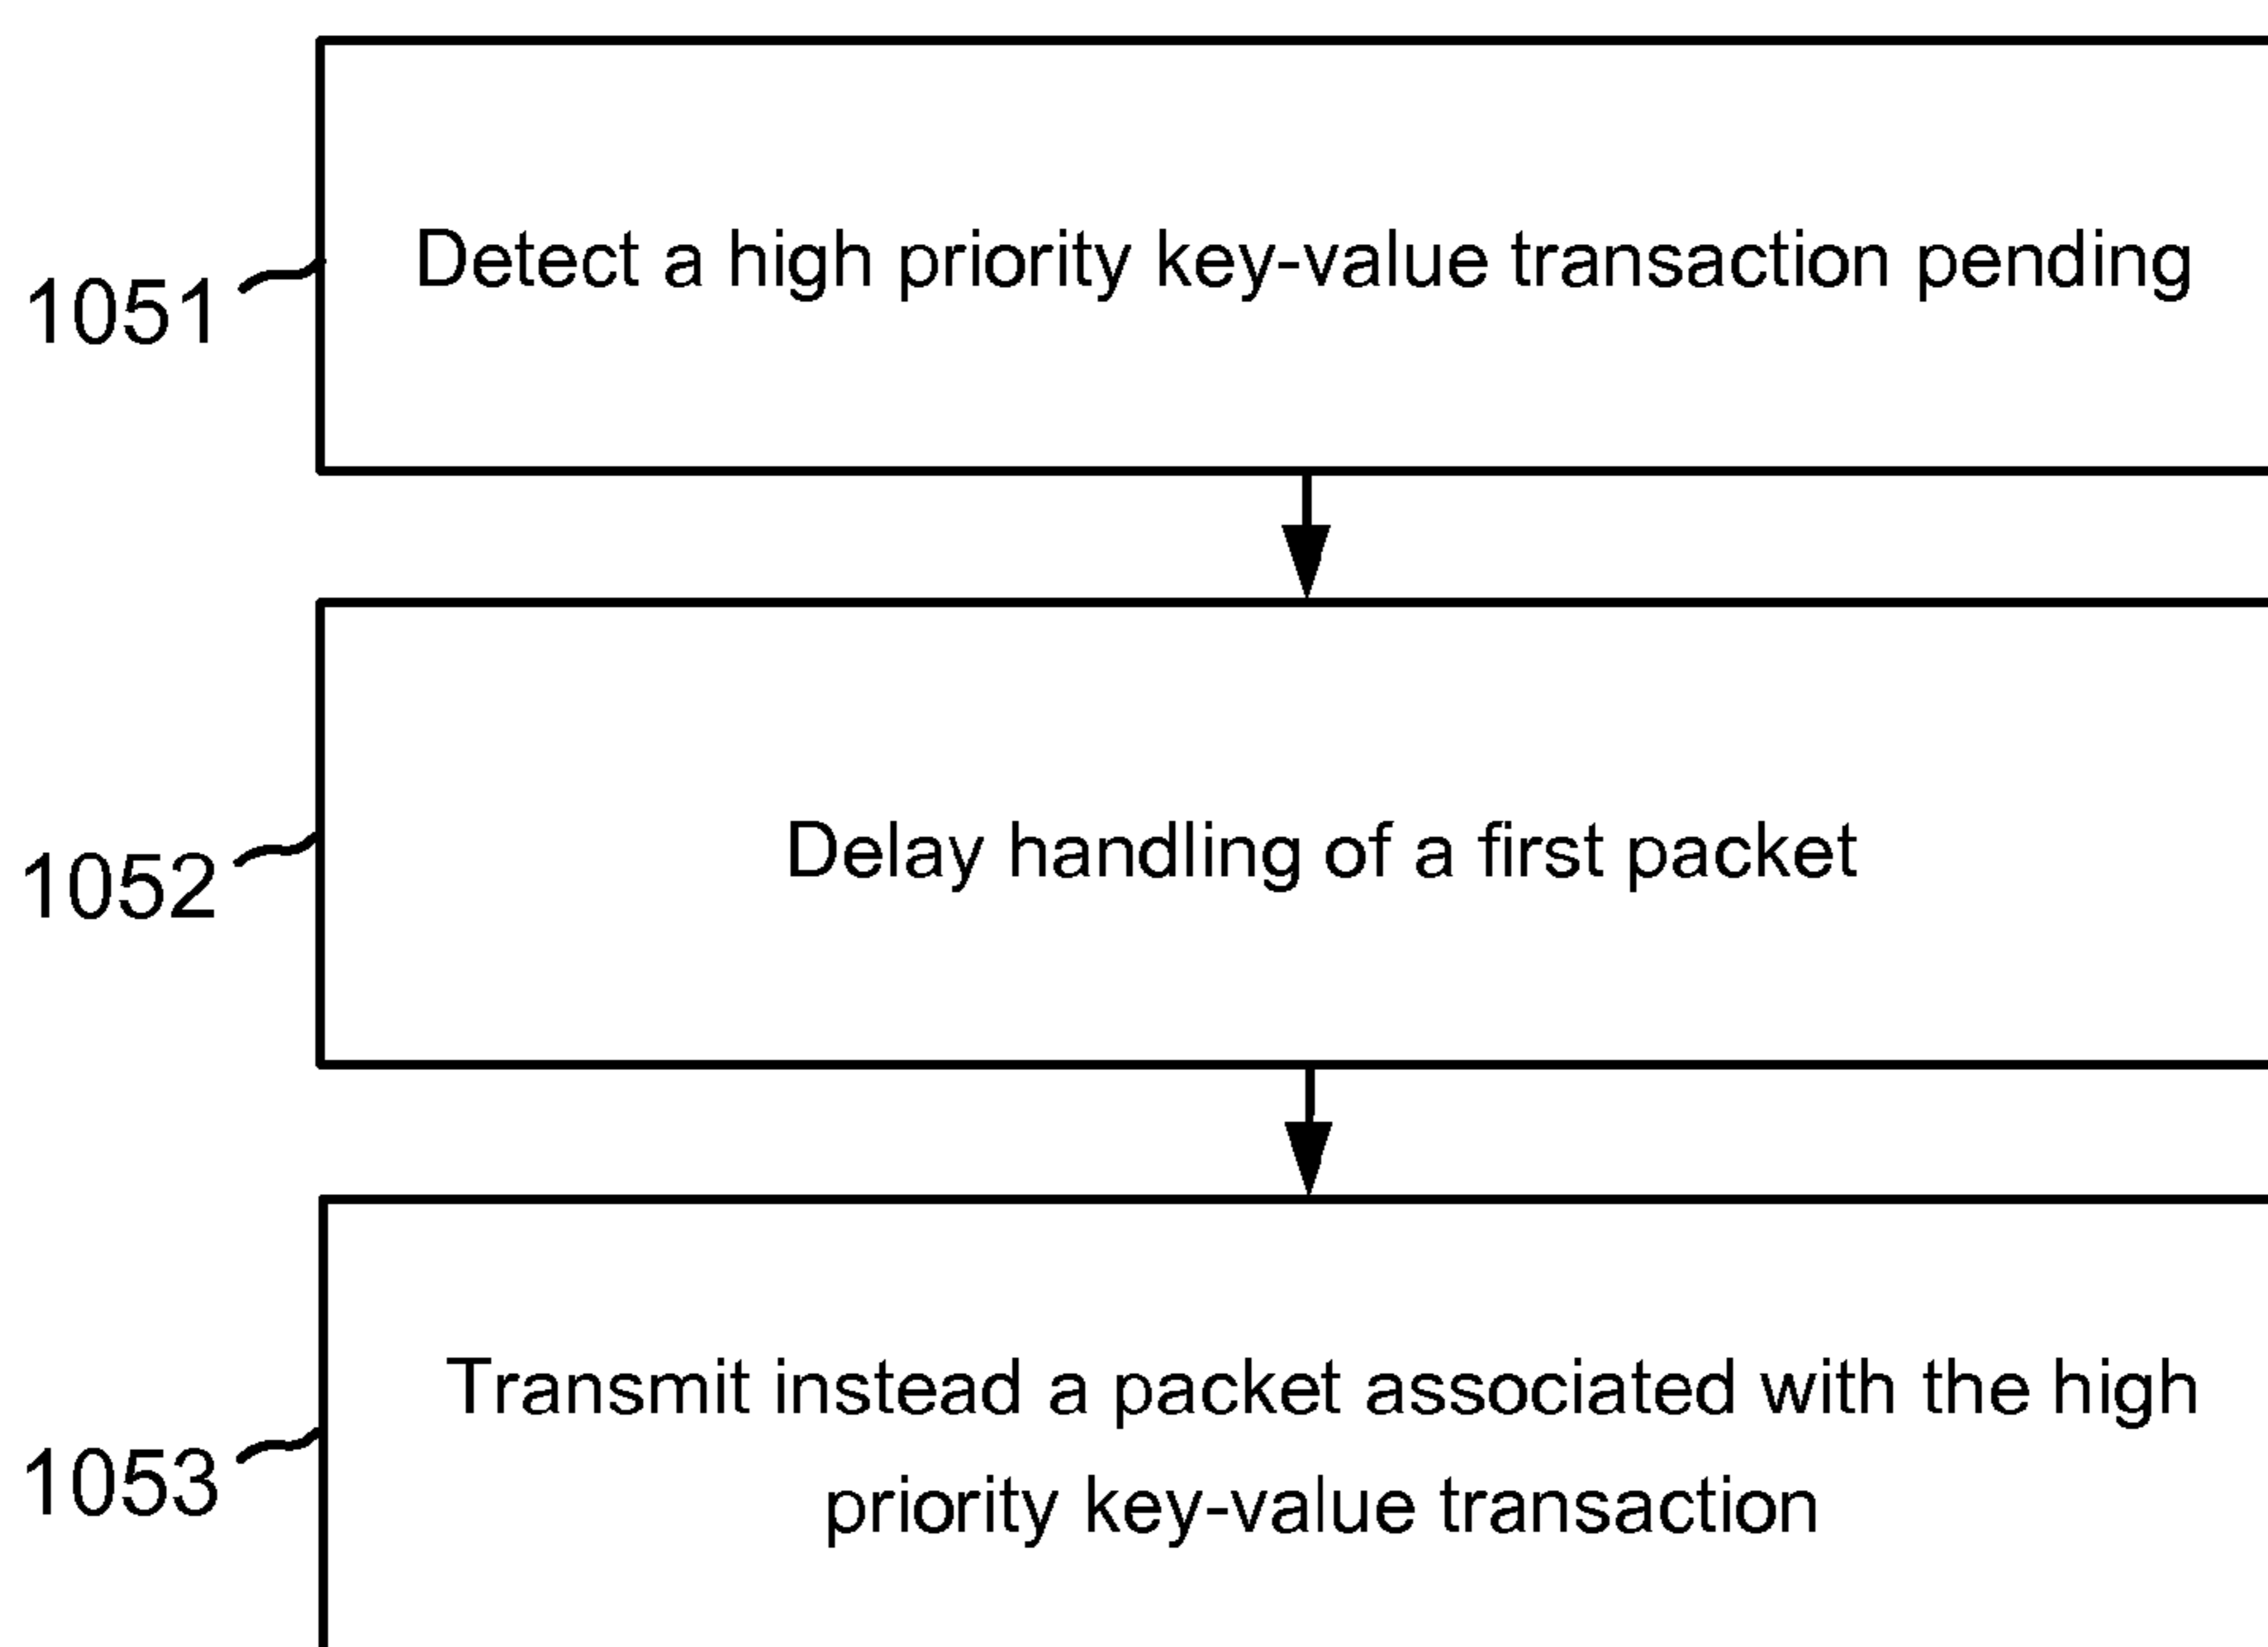 Detect a high priority key-value transaction pending
1051
Delay handling of a first packet
1052
Transmit instead a packet associated with the high
priority key-value transaction
1053